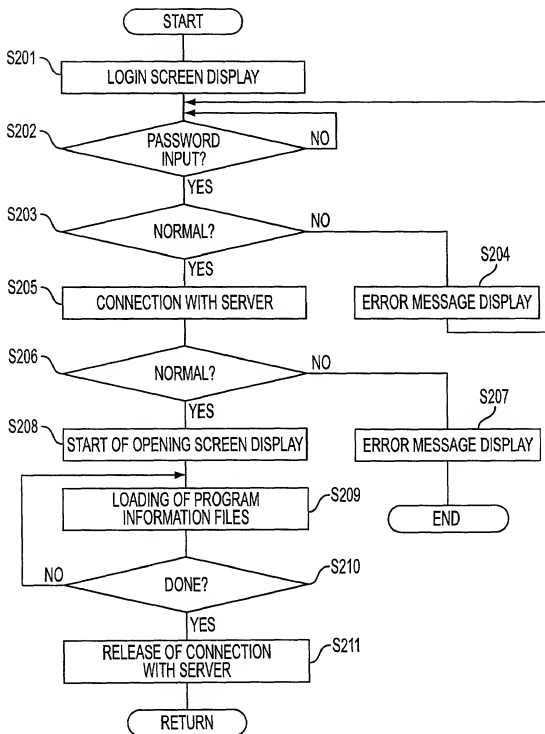 START
S201
LOGIN SCREEN DISPLAY
S202
PASSWORD
INPUT?
NO
YES
S203
NORMAL?
NO
YES
S204
S205
CONNECTION WITH SERVER
ERROR MESSAGE DISPLAY
S206
NORMAL?
NO
YES
S207
S208
START OF OPENING SCREEN DISPLAY
ERROR MESSAGE DISPLAY
LOADING OF PROGRAM
INFORMATION FILES
S209
END
NO
DONE?
S210
YES
RELEASE OF CONNECTION
WITH SERVER
S211
RETURN